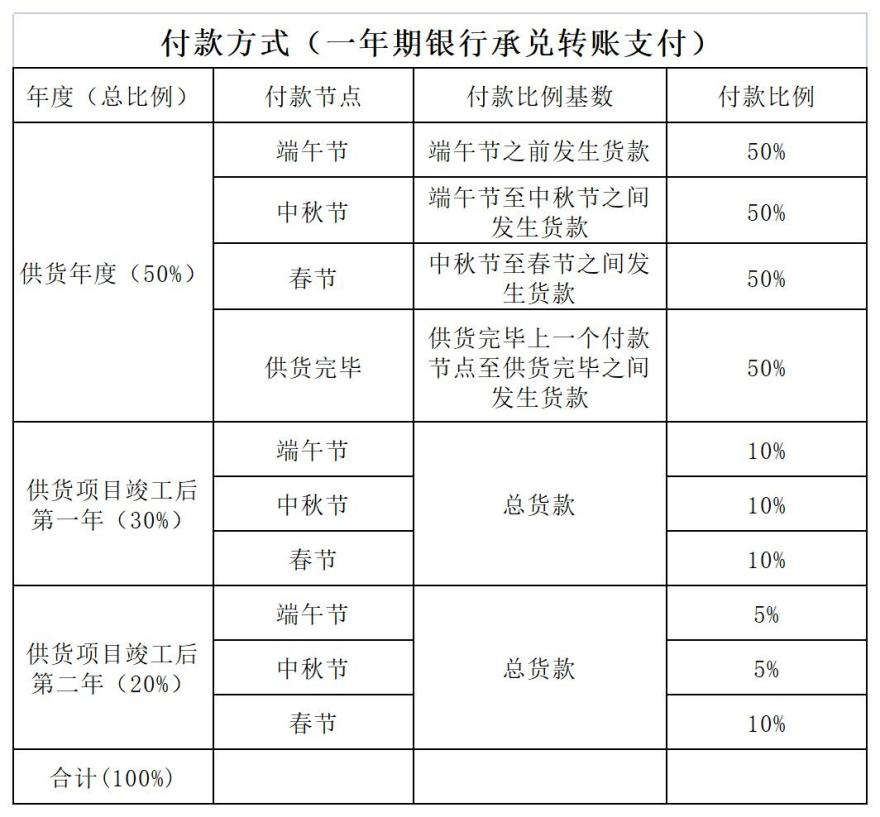 付款方式（一年期银行承兑转账支付）
年度（总比例） 付款节点 付款比例基数 付款比例
供货年度（50%）
端午节 端午节之前发生货款 50%
中秋节 端午节至中秋节之间
发生货款 50%
春节 中秋节至春节之间发
生货款 50%
供货完毕 供货完毕上一个付款
节点至供货完毕之间
发生货款 50%
供货项目竣工后
第一年（30%）
端午节 总货款 10%
中秋节 10%
春节 10%
供货项目竣工后
第二年（20%）
端午节 总货款 5%
中秋节 5%
春节 10%
合计(100%)